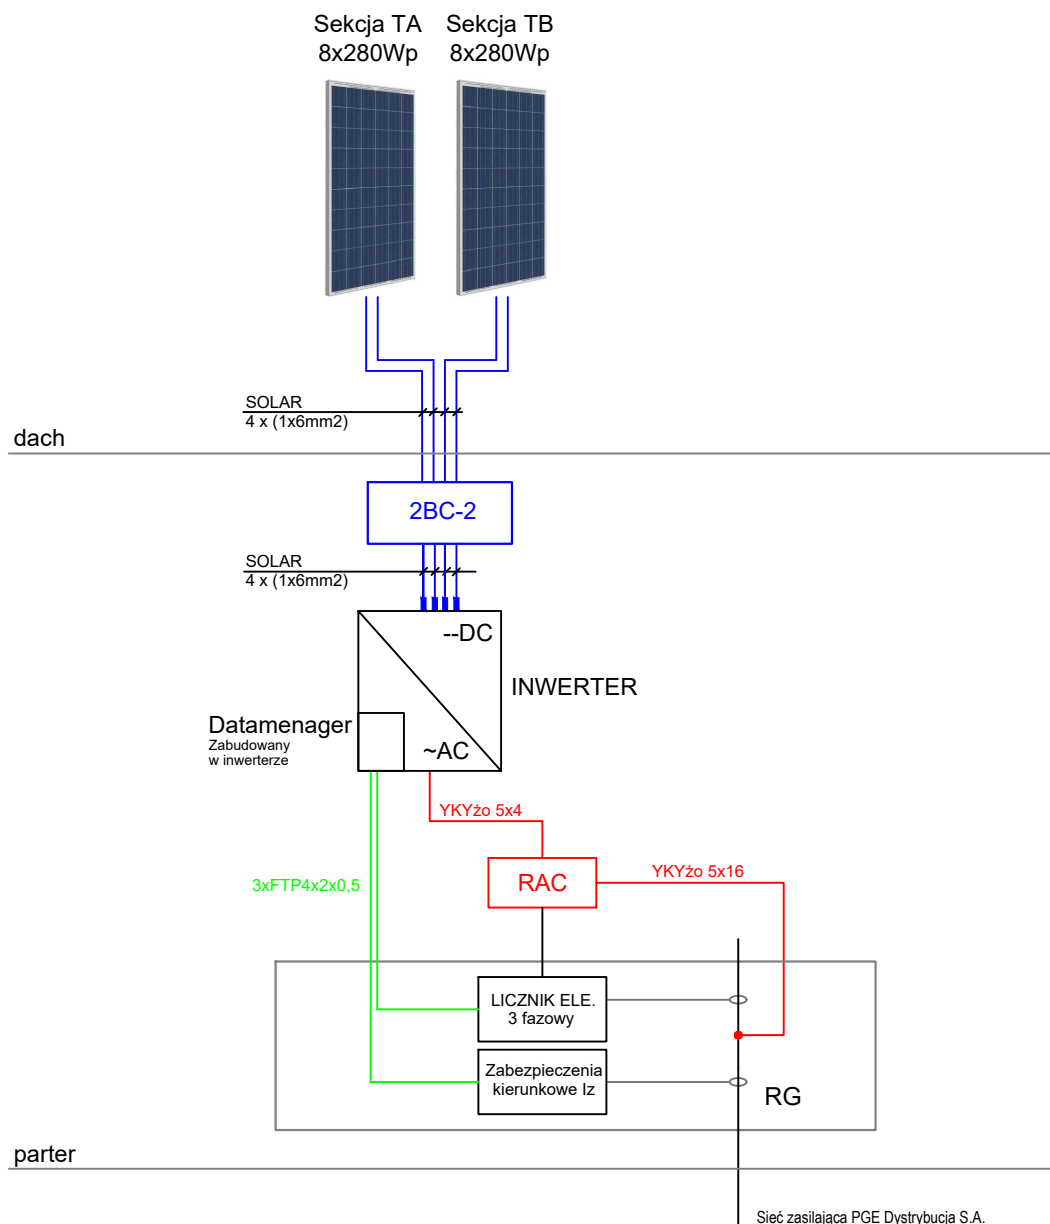 Sekcja TA
8x280Wp
Sekcja TB
8x280Wp
SOLAR
4 x (1x6mm2)
dach
2BC-2
SOLAR
4 x (1x6mm2)
--DC
INWERTER
Datamenager
Zabudowany
w inwerterze
~AC
YKYżo 5x4
3xFTP4x2x0,5
RAC
YKYżo 5x16
LICZNIK ELE.
3 fazowy
Zabezpieczenia
kierunkowe Iz
RG
parter
Sieć zasilająca PGE Dystrybucja S.A.